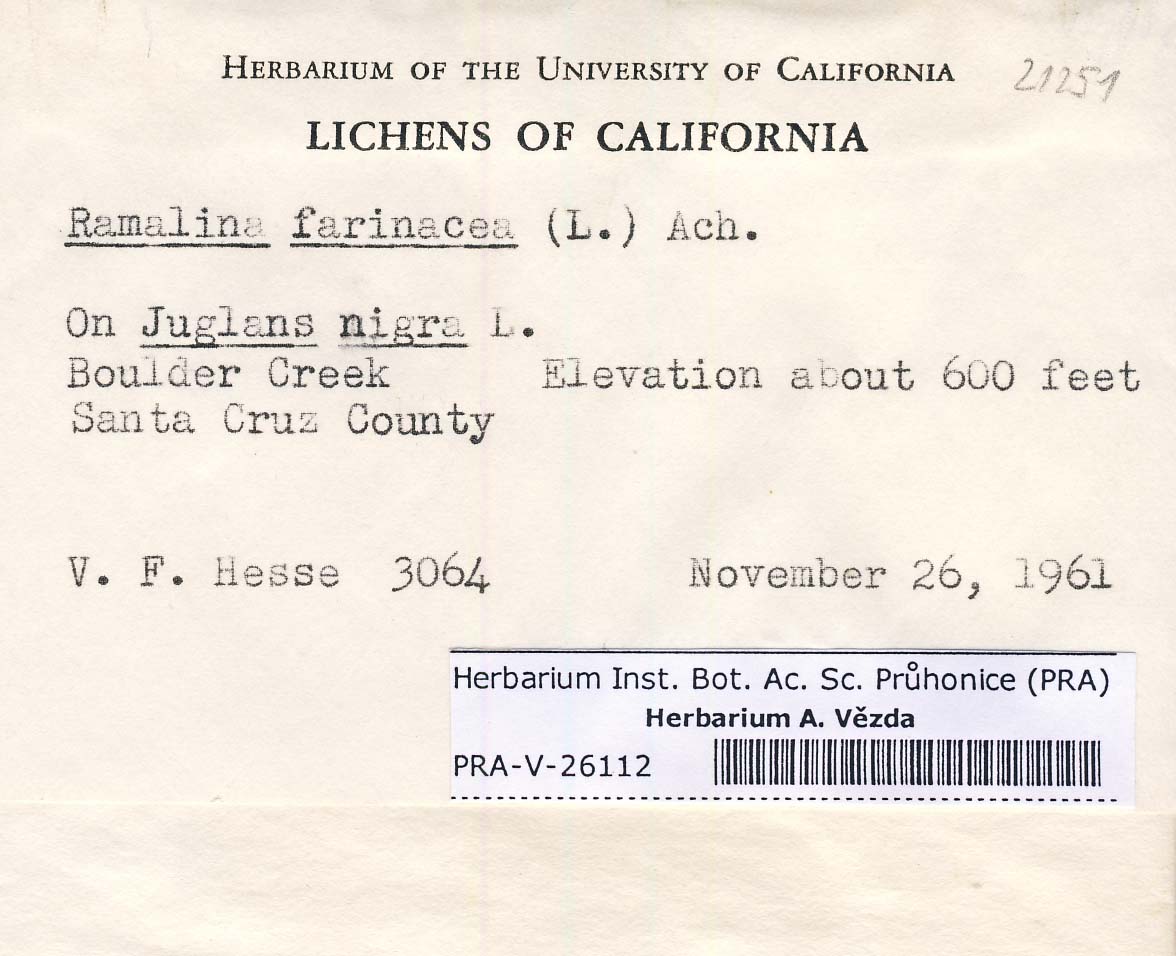 HERBARIUM OF THE UNIVERSITY OF CALIFORNIA 21251
LICHENS OF CALIFORNIA
Ramalina farinacea (L.) Ach.
On Juglans nigra L.
Boulder Creek Elevation about 600 feet
Santa Cruz County
V. F. Hesse 3064 November 26, 1961
Herbarium Inst. Bot. Ac. Sc. Průhonice (PRA)
Herbarium A. Vězda
PRA-V-26112